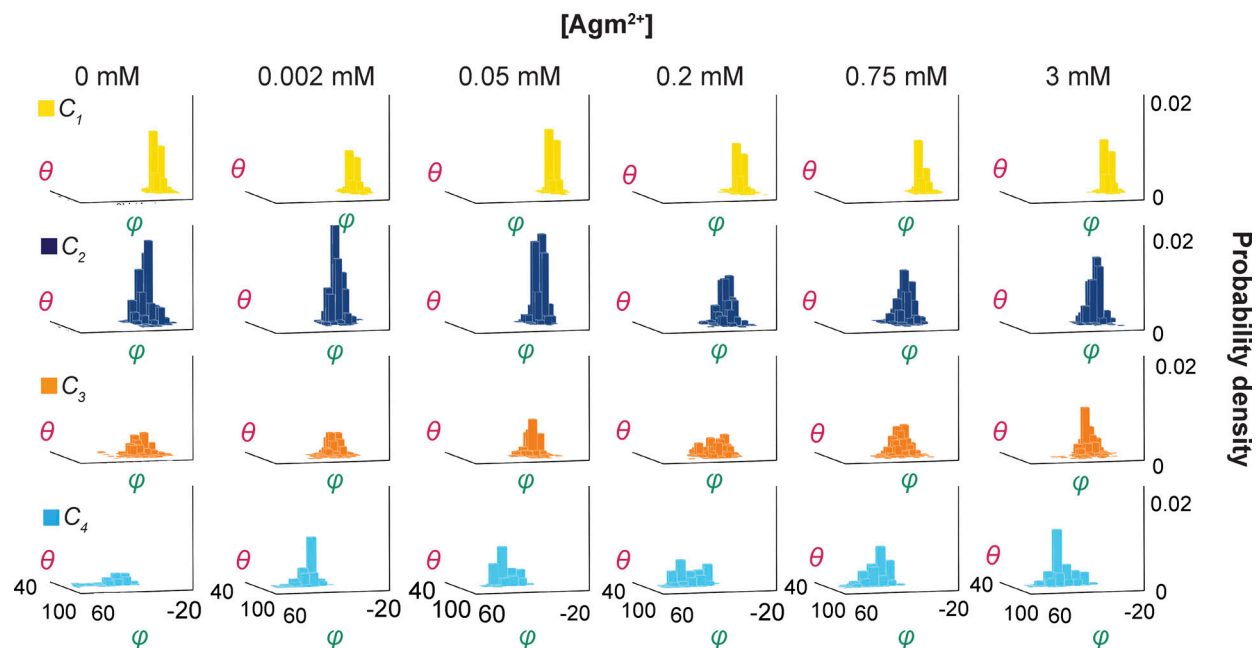 [Agm²⁺]
0 mM 0.002 mM 0.05 mM 0.2 mM 0.75 mM 3 mM
C₁ 0.02
θ θ θ θ θ θ
0
φ φ φ φ φ φ
C₂ 0.02
θ θ θ θ θ θ
0
φ φ φ φ φ φ
C₃ 0.02
θ θ θ θ θ θ
0
φ φ φ φ φ φ
C₄ 0.02
θ θ θ θ θ θ
40 40 40 40 40 40 0
100 60 -20 100 60 -20 100 60 -20 100 60 -20 100 60 -20 100 60 -20
φ φ φ φ φ φ
Probability density